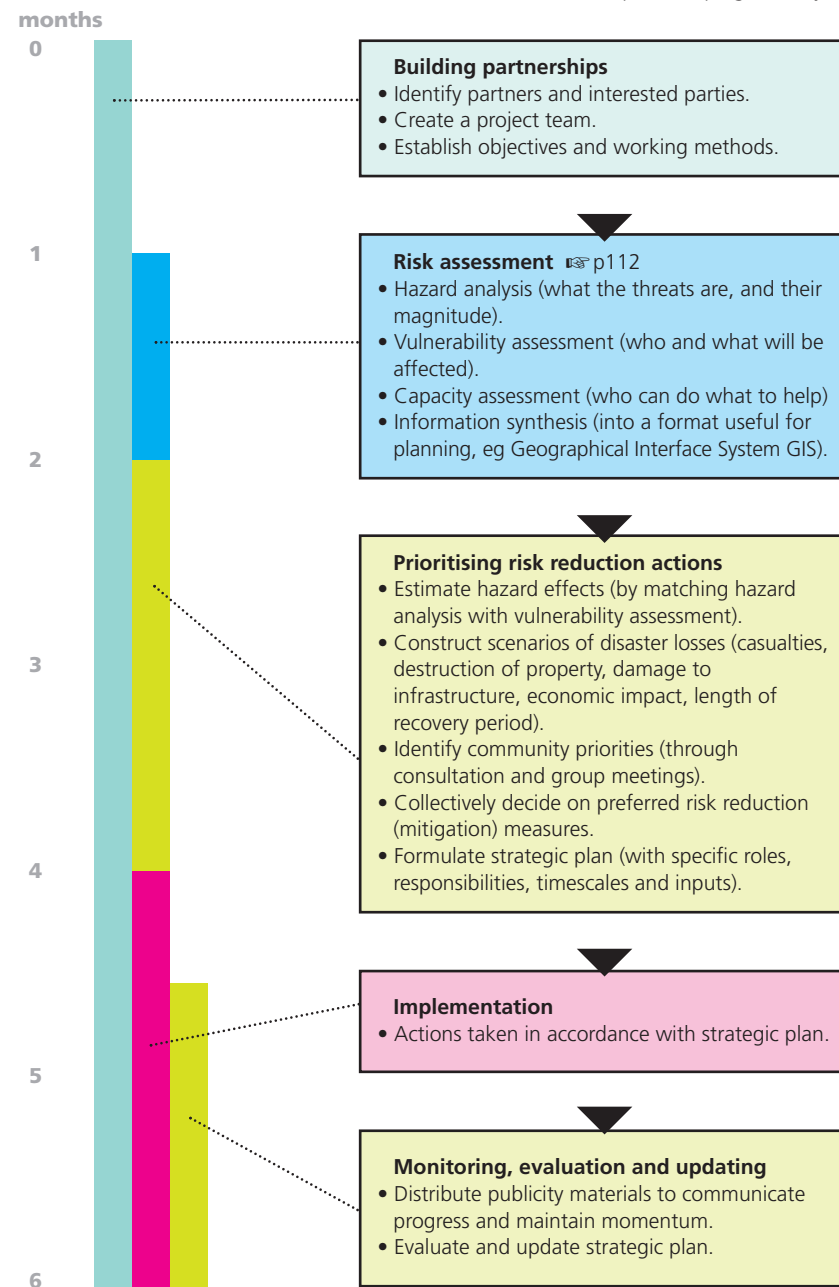 months
0
Building partnerships
• Identify partners and interested parties.
• Create a project team.
• Establish objectives and working methods.
1
Risk assessment ☞ p112
• Hazard analysis (what the threats are, and their
magnitude).
• Vulnerability assessment (who and what will be
affected).
• Capacity assessment (who can do what to help)
• Information synthesis (into a format useful for
planning, eg Geographical Interface System GIS).
2
Prioritising risk reduction actions
• Estimate hazard effects (by matching hazard
analysis with vulnerability assessment).
• Construct scenarios of disaster losses (casualties,
destruction of property, damage to
infrastructure, economic impact, length of
recovery period).
• Identify community priorities (through
consultation and group meetings).
• Collectively decide on preferred risk reduction
(mitigation) measures.
• Formulate strategic plan (with specific roles,
responsibilities, timescales and inputs).
3
4
Implementation
• Actions taken in accordance with strategic plan.
5
Monitoring, evaluation and updating
• Distribute publicity materials to communicate
progress and maintain momentum.
• Evaluate and update strategic plan.
6